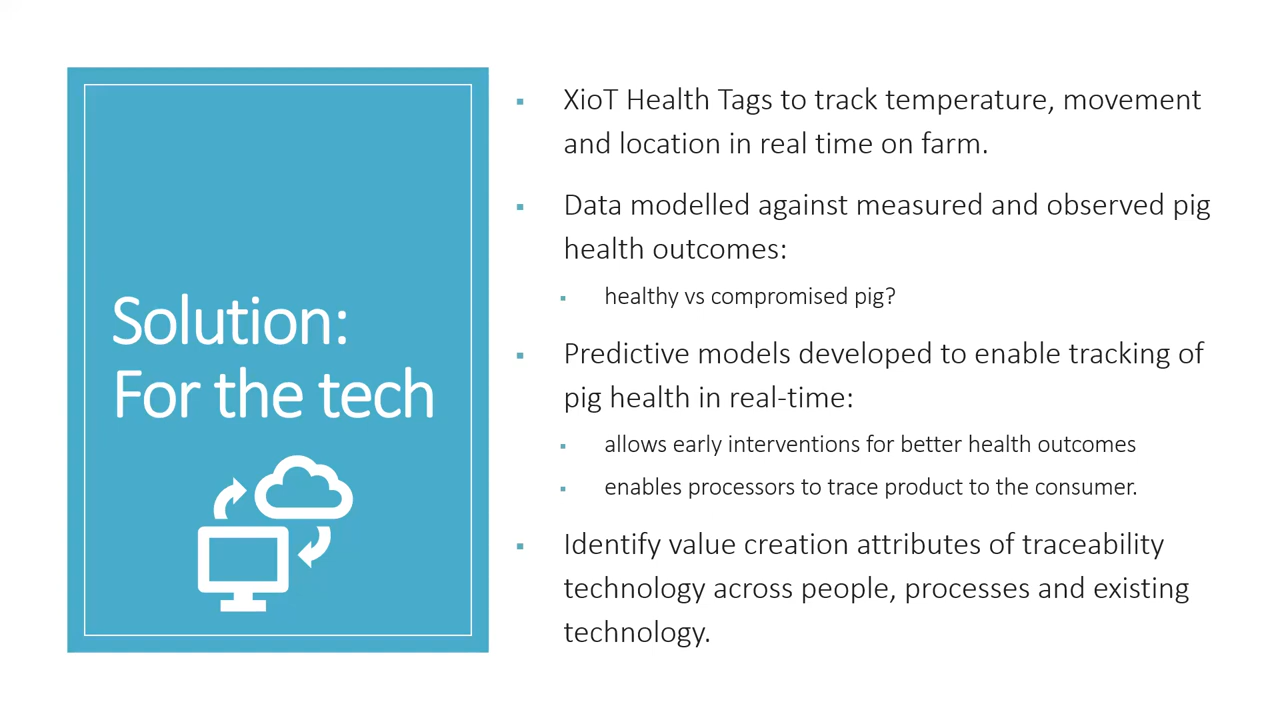 Solution:
For the tech
XioT Health Tags to track temperature, movement
and location in real time on farm.
Data modelled against measured and observed pig
health outcomes:
healthy vs compromised pig?
Predictive models developed to enable tracking of
pig health in real-time:
allows early interventions for better health outcomes
enables processors to trace product to the consumer.
Identify value creation attributes of traceability
technology across people, processes and existing
technology.